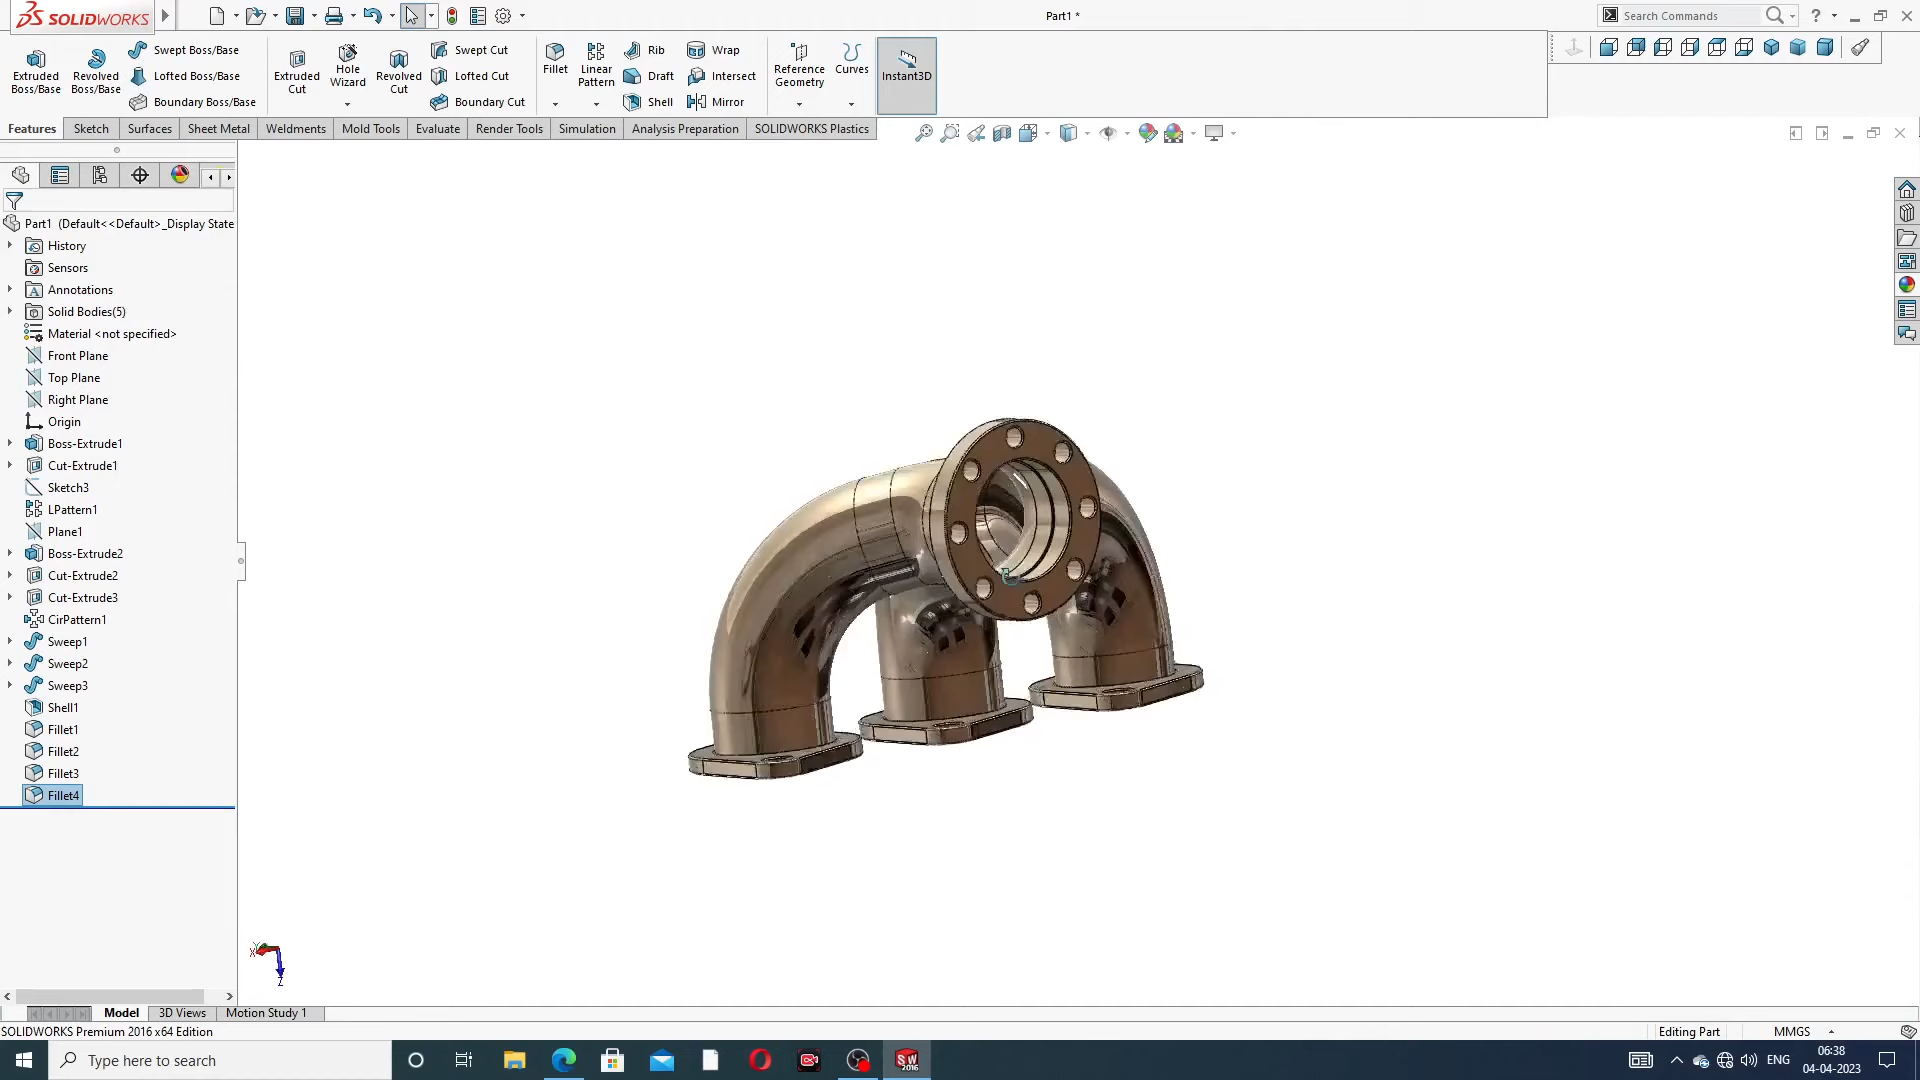 SOLIDWORKS
Part1 *
Search Commands
Extruded Boss/Base
Revolved Boss/Base
Swept Boss/Base
Lofted Boss/Base
Boundary Boss/Base
Extruded Cut
Hole Wizard
Revolved Cut
Swept Cut
Lofted Cut
Boundary Cut
Fillet
Linear Pattern
Rib
Draft
Shell
Wrap
Intersect
Mirror
Reference Geometry
Curves
Instant3D
Features
Sketch
Surfaces
Sheet Metal
Weldments
Mold Tools
Evaluate
Render Tools
Simulation
Analysis Preparation
SOLIDWORKS Plastics
Part1 (Default<<Default>_Display State
History
Sensors
Annotations
Solid Bodies(5)
Material <not specified>
Front Plane
Top Plane
Right Plane
Origin
Boss-Extrude1
Cut-Extrude1
Sketch3
LPattern1
Plane1
Boss-Extrude2
Cut-Extrude2
Cut-Extrude3
CirPattern1
Sweep1
Sweep2
Sweep3
Shell1
Fillet1
Fillet2
Fillet3
Fillet4
X
Y
Z
Model
3D Views
Motion Study 1
SOLIDWORKS Premium 2016 x64 Edition
Editing Part
MMGS
Type here to search
SW
2016
ENG
06:38
04-04-2023